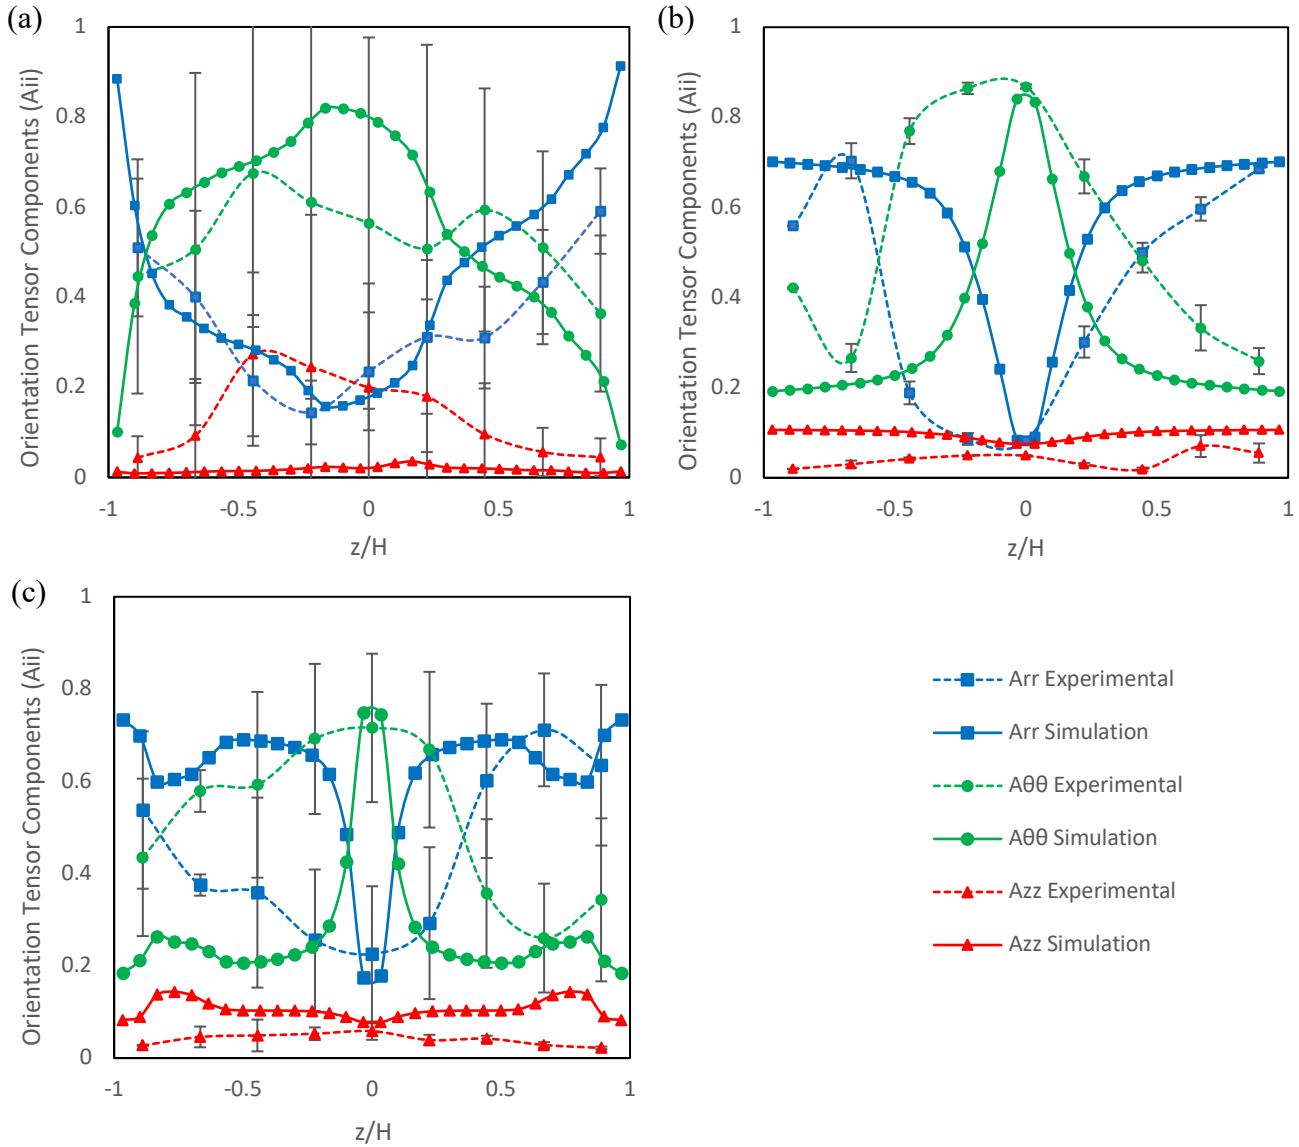 (a)
Orientation Tensor Components (Aii)
1
0.8
0.6
0.4
0.2
0
-1
-0.5
0
0.5
1
z/H
(b)
Orientation Tensor Components (Aii)
1
0.8
0.6
0.4
0.2
0
-1
-0.5
0
0.5
1
z/H
(c)
Orientation Tensor Components (Aii)
1
0.8
0.6
0.4
0.2
0
-1
-0.5
0
0.5
1
z/H
Arr Experimental
Arr Simulation
Aθθ Experimental
Aθθ Simulation
Azz Experimental
Azz Simulation